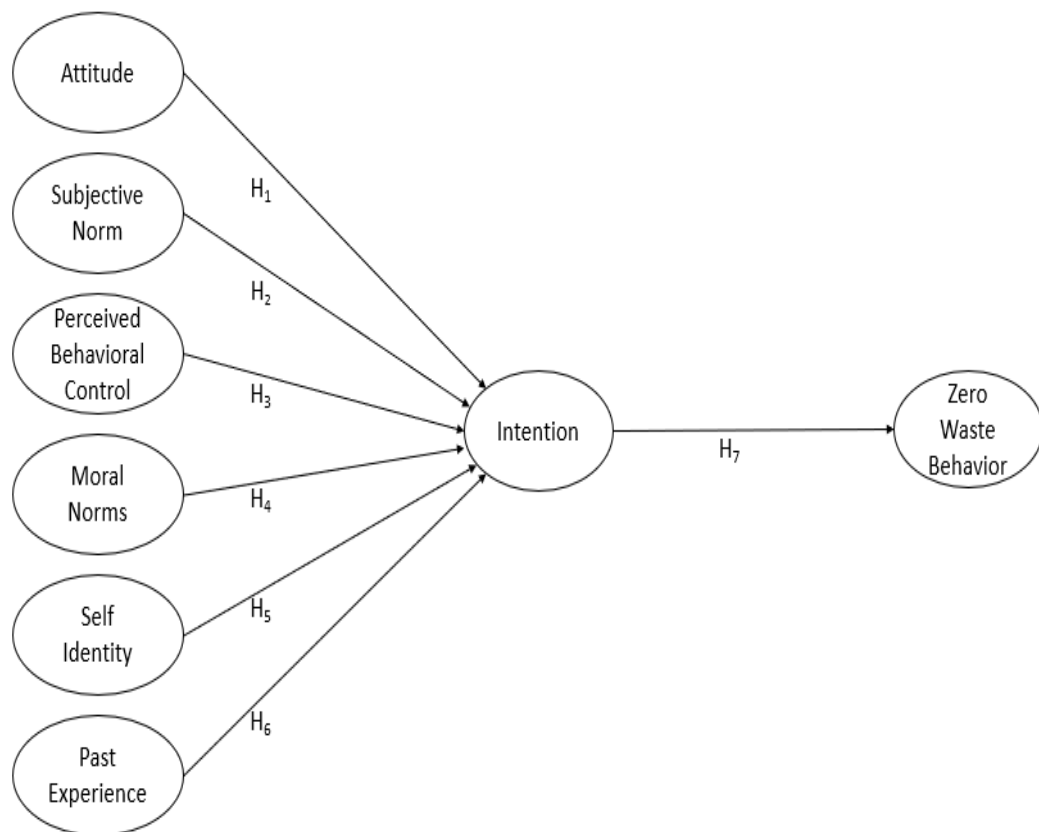 Attitude
H₁
Subjective
Norm
H₂
Perceived
Behavioral
Control
H₃
Moral
Norms
H₄
Self
Identity
H₅
Past
Experience
H₆
Intention
H₇
Zero
Waste
Behavior